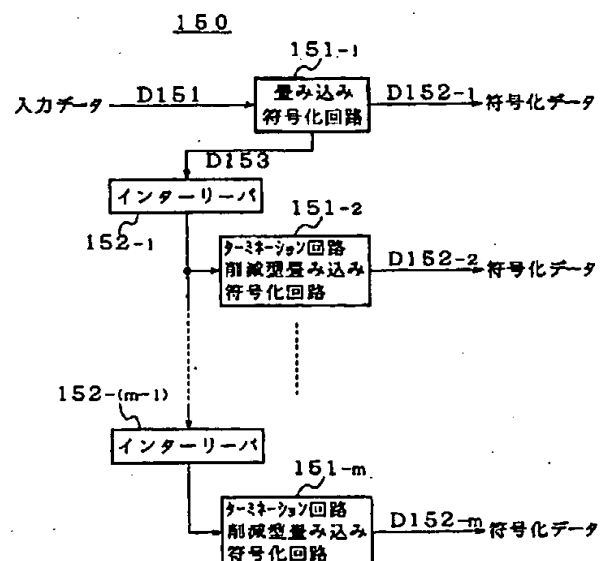 150
151-1
入力データ
D151
畳み込み
符号化回路
D152-1
符号化データ
D153
インターリーバ
152-1
151-2
ターミネーション回路
削減型畳み込み
符号化回路
D152-2
符号化データ
152-(m-1)
インターリーバ
151-m
ターミネーション回路
削減型畳み込み
符号化回路
D152-m
符号化データ